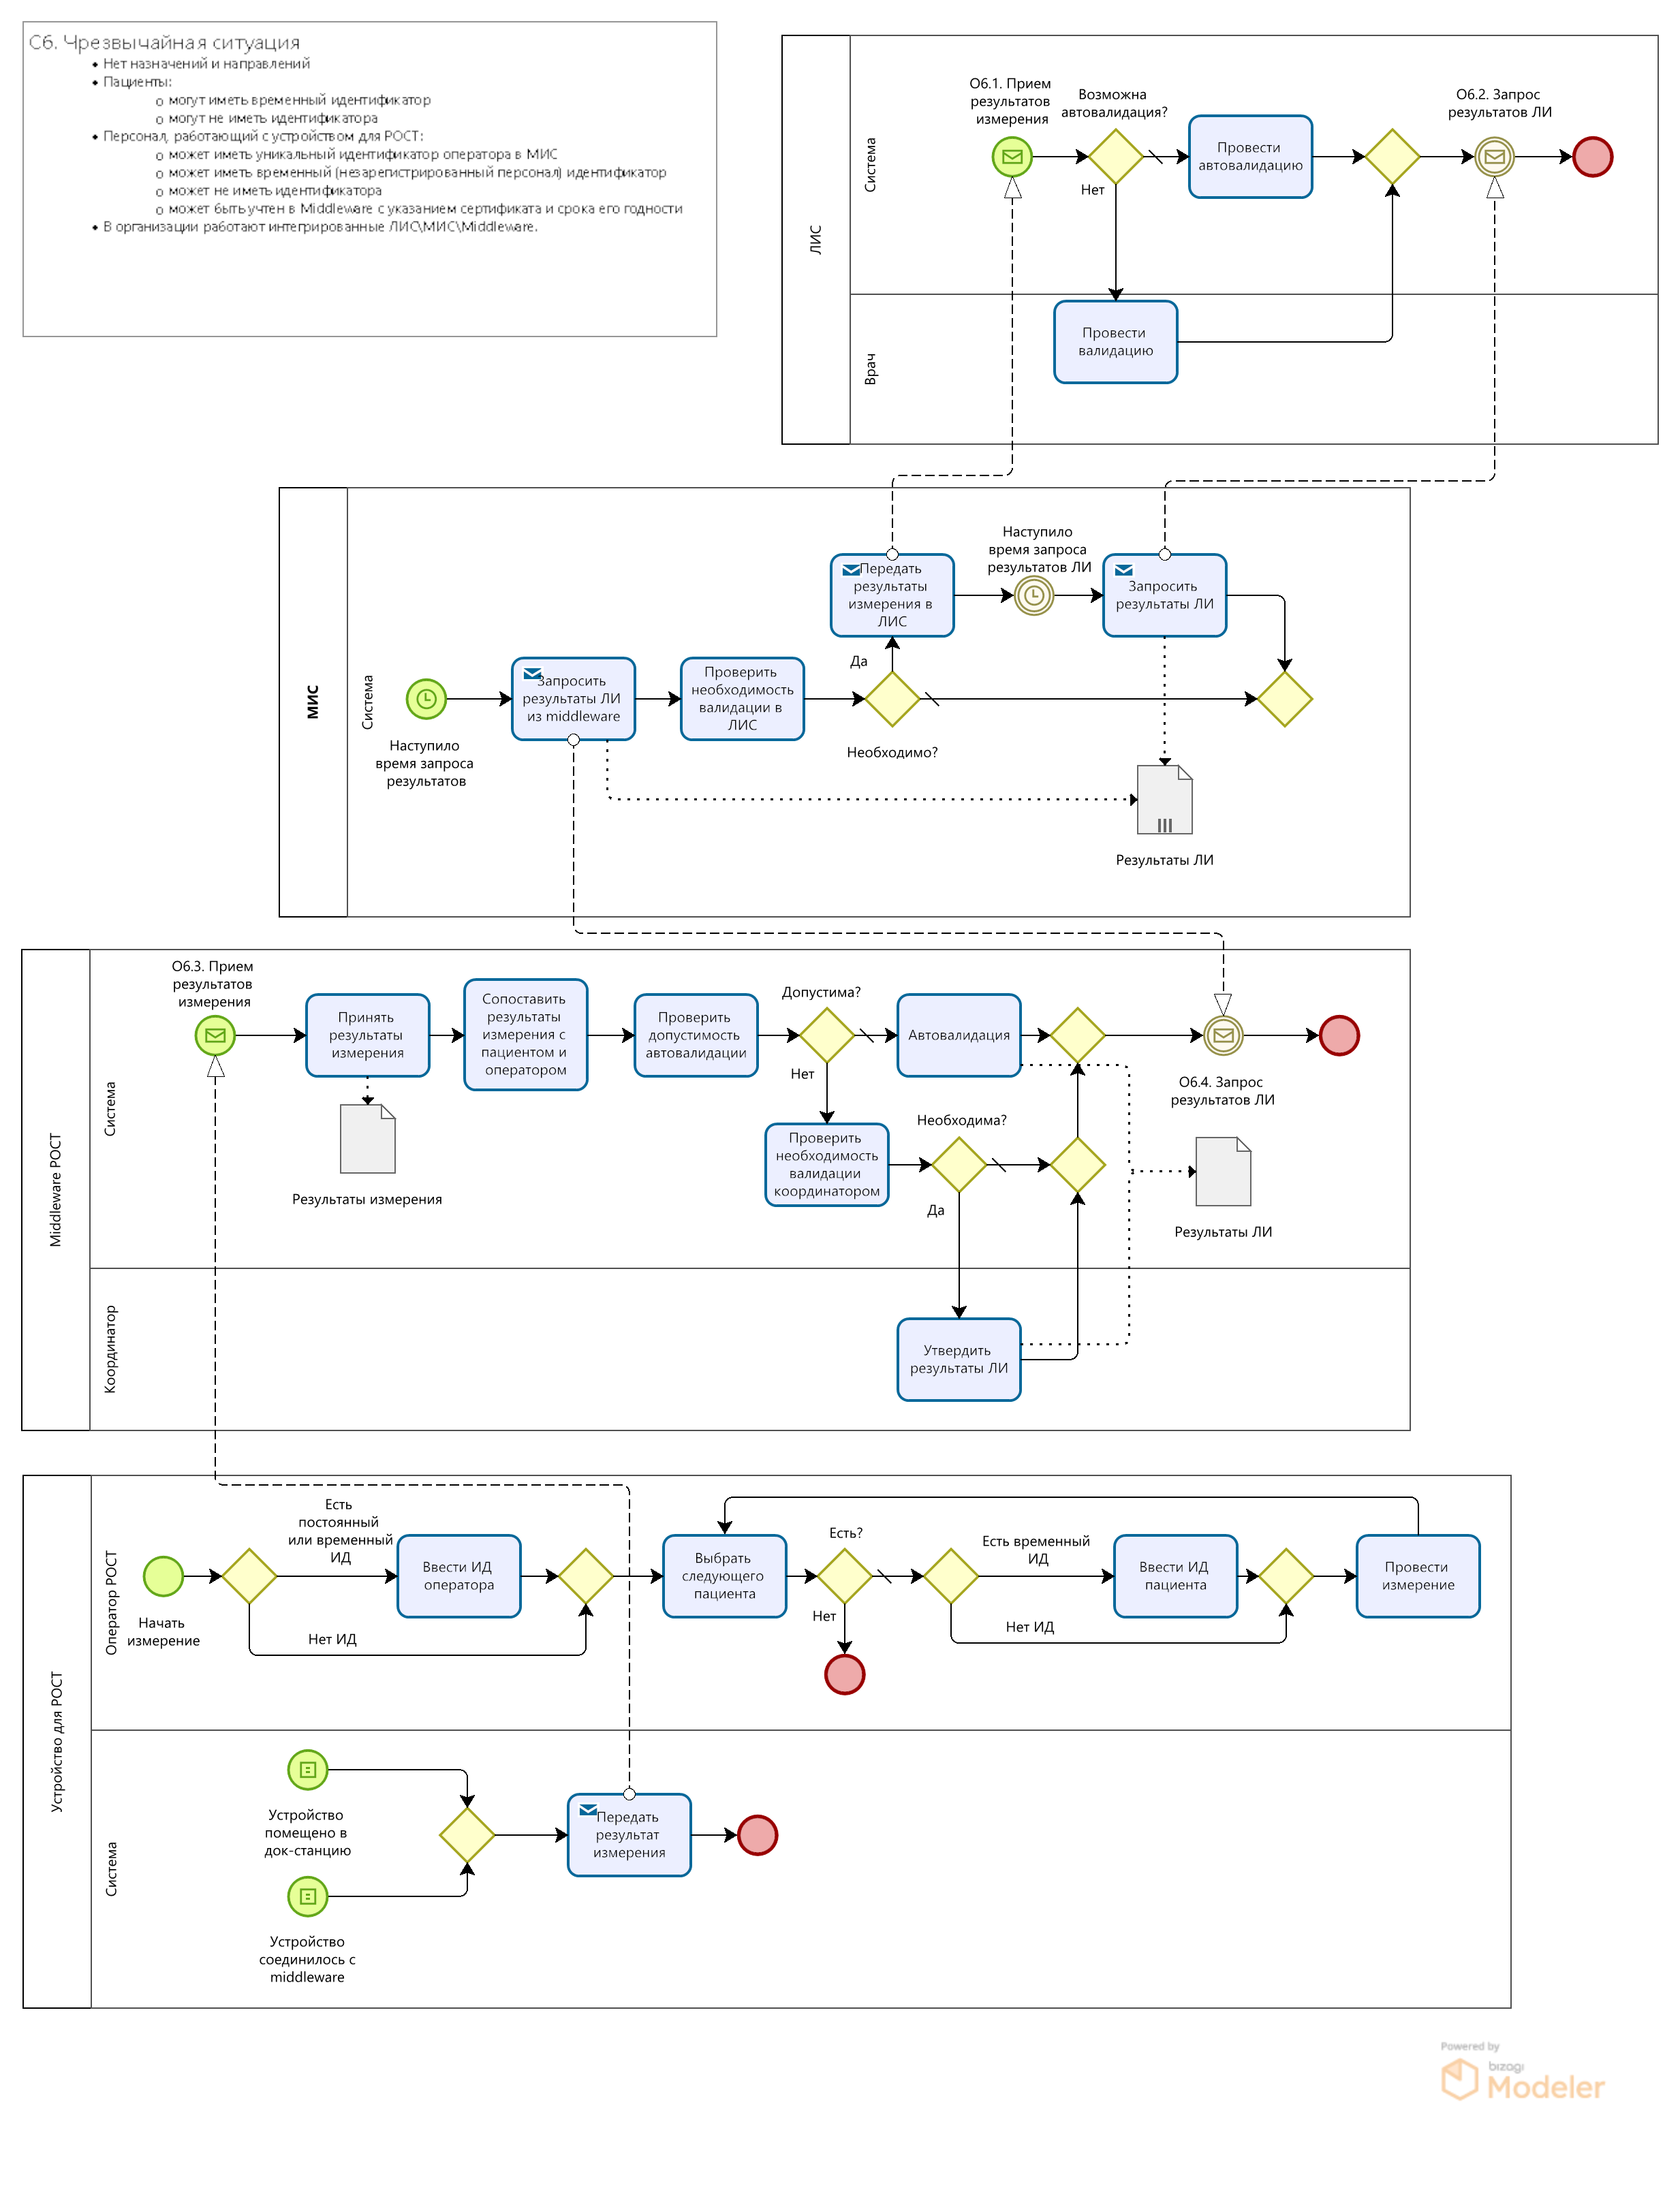 С6. Чрезвычайная ситуация
• Нет назначений и направлений
• Пациенты:
o могут иметь временный идентификатор
o могут не иметь идентификатора
• Персонал, работающий с устройством для РОСТ:
o может иметь уникальный идентификатор оператора в МИС
o может иметь временный (незарегистрированный персонал) идентификатор
o может не иметь идентификатора
o может быть учтен в Middleware с указанием сертификата и срока его годности
• В организации работают интегрированные ЛИС\МИС\Middleware.
ЛИС
Система
О6.1. Прием
результатов
измерения
Возможна
автовалидация?
Нет
Провести
автовалидацию
О6.2. Запрос
результатов ЛИ
Врач
Провести
валидацию
МИС
Система
Наступило
время запроса
результатов
Запросить
результаты ЛИ
из middleware
Проверить
необходимость
валидации в
ЛИС
Да
Необходимо?
Передать
результаты
измерения в
ЛИС
Наступило
время запроса
результатов ЛИ
Запросить
результаты ЛИ
Результаты ЛИ
Middleware РОСТ
Система
О6.3. Прием
результатов
измерения
Принять
результаты
измерения
Результаты измерения
Сопоставить
результаты
измерения с
пациентом и
оператором
Проверить
допустимость
автовалидации
Допустима?
Нет
Автовалидация
Проверить
необходимость
валидации
координатором
Необходима?
Да
О6.4. Запрос
результатов ЛИ
Результаты ЛИ
Координатор
Утвердить
результаты ЛИ
Устройство для РОСТ
Оператор РОСТ
Начать
измерение
Есть
постоянный
или временный
ИД
Нет ИД
Ввести ИД
оператора
Выбрать
следующего
пациента
Есть?
Нет
Есть временный
ИД
Нет ИД
Ввести ИД
пациента
Провести
измерение
Система
Устройство
помещено в
док-станцию
Устройство
соединилось с
middleware
Передать
результат
измерения
Powered by
bizagi
Modeler